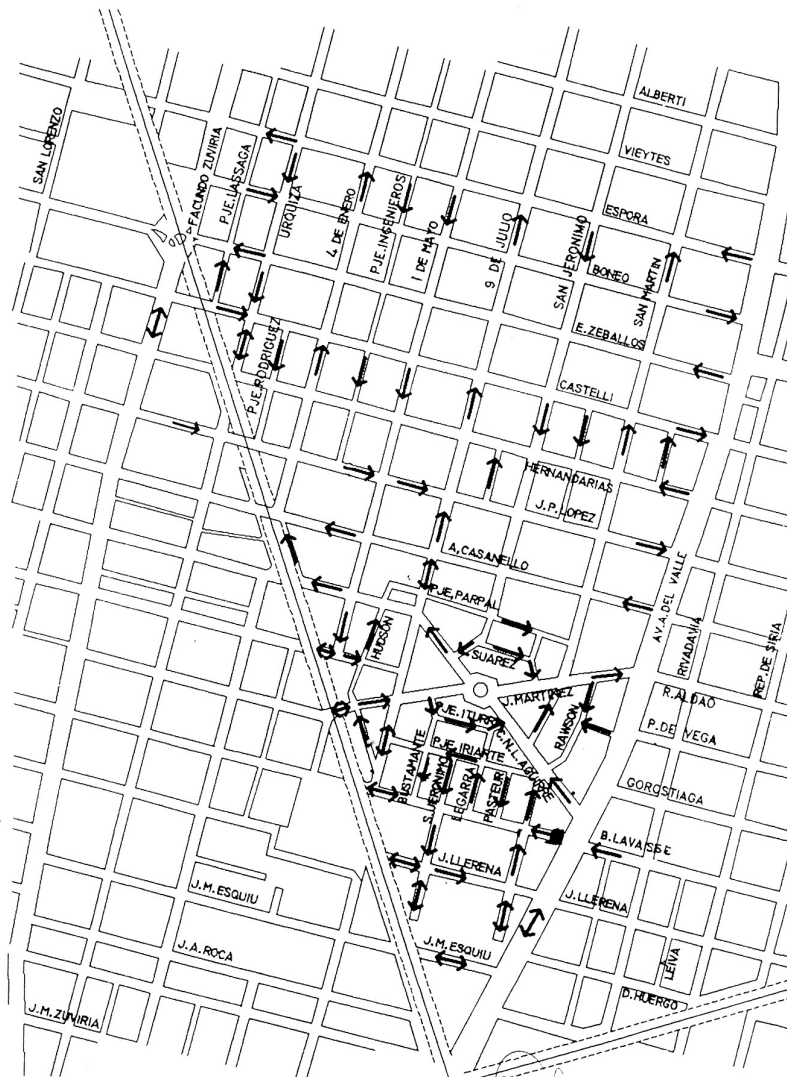 ALBERTI
SAN LORENZO
FACUNDO ZUVIRIA
PJE. LASSAGA
VIEYTES
URQUIZA
4 DE ENERO
PJE. INGENIEROS
1 DE MAYO
9 DE JULIO
SAN JERONIMO
ESPORA
BONEO
SAN MARTIN
E. ZEBALLOS
PJE. RODRIGUEZ
CASTELLI
HERNANDARIAS
J.P. LOPEZ
A. CASANELLO
PJE. PARPAL
AV. A. DEL VALLE
HUDSON
SUAREZ
RIVADAVIA
REP. DE SIRIA
J. MARTINEZ
R. ALDAO
PJE. ITURRI
RAWSON
P. DE VEGA
PJE. IRIARTE
C.N.L. AGUIRRE
BUSTAMANTE
S. JERONIMO
LEGARRA
PASTEUR
GOROSTIAGA
B. LAVAISSE
J. LLERENA
J. LLERENA
J.M. ESQUIU
J.A. ROCA
J.M. ESQUIU
LEIVA
D. HUERGO
J.M. ZUVIRIA